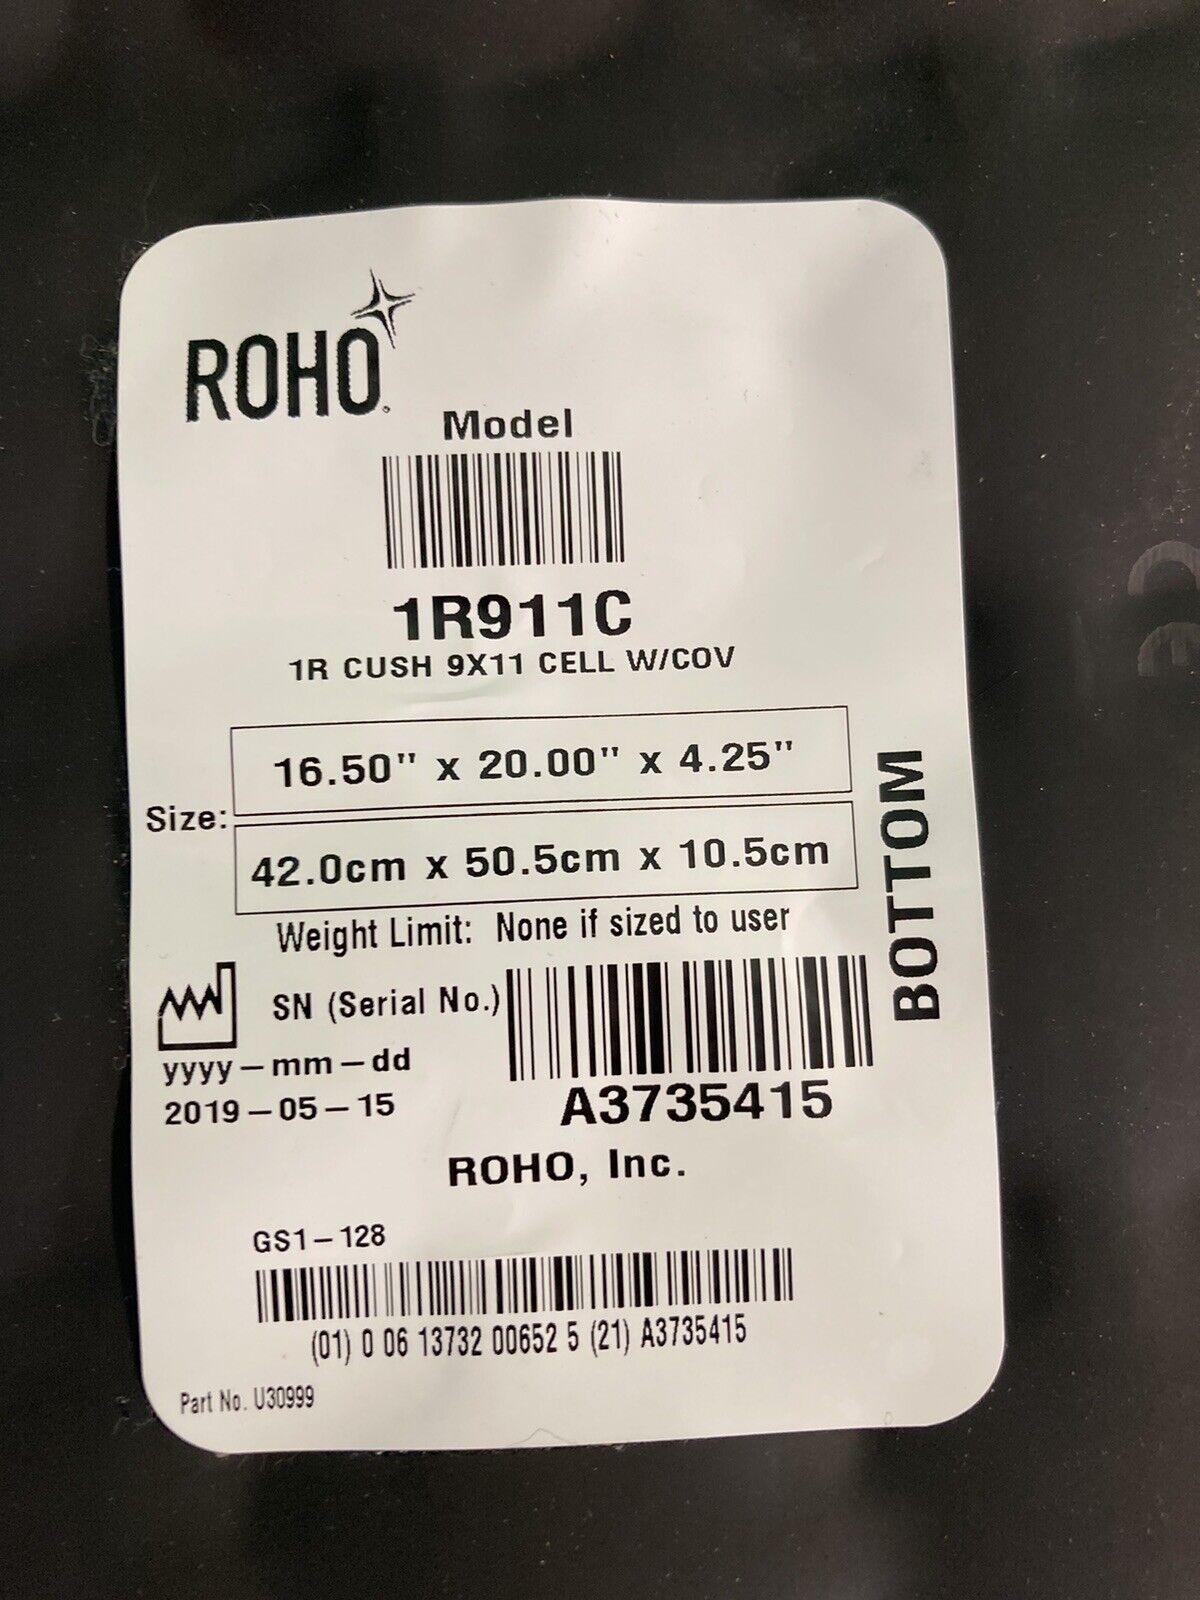 ROHO
Model
1R911C
1R CUSH 9X11 CELL W/COV
Size:
16.50" x 20.00" x 4.25"
42.0cm x 50.5cm x 10.5cm
BOTTOM
Weight Limit: None if sized to user
SN (Serial No.)
yyyy-mm-dd
2019-05-15
A3735415
ROHO, Inc.
GS1-128
(01) 0 06 13732 00652 5 (21) A3735415
Part No. U30999